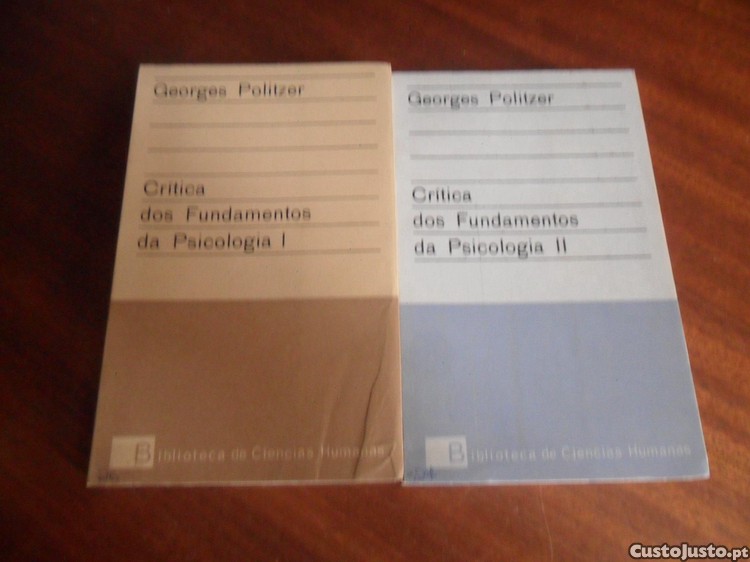 Georges Politzer
Crítica
dos Fundamentos
da Psicologia I
Biblioteca de Ciencias Humanas
Georges Politzer
Crítica
dos Fundamentos
da Psicologia II
Biblioteca de Ciencias Humanas
CustoJusto.pt